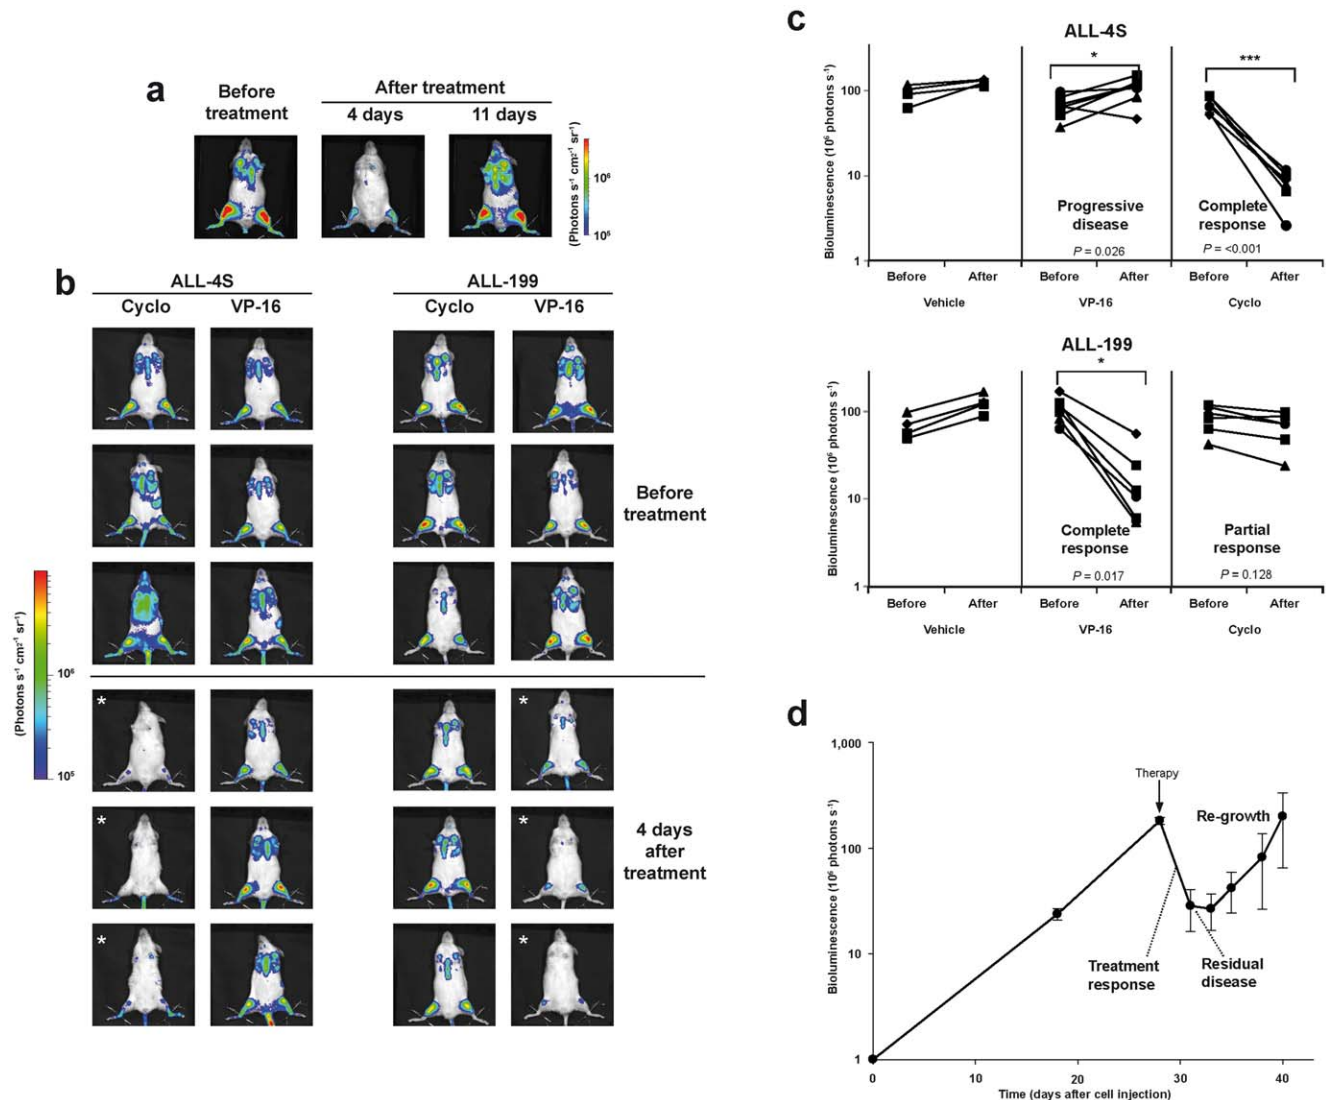 a
Before
treatment
After treatment
4 days
11 days
(Photons s⁻¹ cm²⁻¹ sr⁻¹)
10⁶
10⁵
b
ALL-4S
ALL-199
Cyclo
VP-16
Cyclo
VP-16
Before
treatment
(Photons s⁻¹ cm²⁻¹ sr⁻¹)
10⁶
10⁵
*
*
*
*
*
*
4 days
after
treatment
c
ALL-4S
Bioluminescence (10⁶ photons s⁻¹)
100
10
1
*
***
Progressive
disease
P = 0.026
Complete
response
P = <0.001
Before
After
Before
After
Before
After
Vehicle
VP-16
Cyclo
ALL-199
Bioluminescence (10⁶ photons s⁻¹)
100
10
1
*
Complete
response
P = 0.017
Partial
response
P = 0.128
Before
After
Before
After
Before
After
Vehicle
VP-16
Cyclo
d
Bioluminescence (10⁶ photons s⁻¹)
1,000
100
10
1
Therapy
Re-growth
Treatment
response
Residual
disease
0
10
20
30
40
Time (days after cell injection)